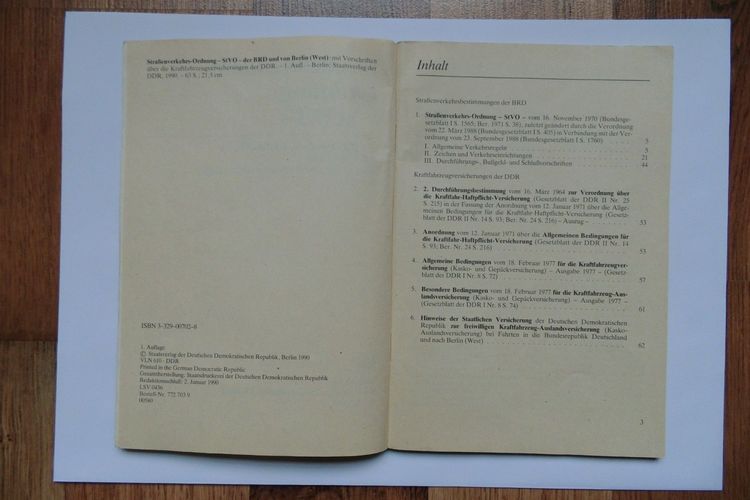 Straßenverkehrs-Ordnung – StVO – der BRD und von Berlin (West): mit Vorschriften
über die Kraftfahrzeugversicherungen der DDR. – 1. Aufl. – Berlin: Staatsverlag der
DDR, 1990. – 63 S.; 21,5 cm
ISBN 3-329-00702-8
1. Auflage
© Staatsverlag der Deutschen Demokratischen Republik, Berlin 1990
VLN 610 · DDR
Printed in the German Democratic Republic
Gesamtherstellung: Staatsdruckerei der Deutschen Demokratischen Republik
Redaktionsschluß: 2. Januar 1990
LSV 0436
Bestell-Nr. 772 703 9
00580
Inhalt
Straßenverkehrsbestimmungen der BRD
1. Straßenverkehrs-Ordnung – StVO – vom 16. November 1970 (Bundesge-
setzblatt I S. 1565; Ber. 1971 S. 38), zuletzt geändert durch die Verordnung
vom 22. März 1988 (Bundesgesetzblatt I S. 405) in Verbindung mit der Ver-
ordnung vom 23. September 1988 (Bundesgesetzblatt I S. 1760) 5
I. Allgemeine Verkehrsregeln 5
II. Zeichen und Verkehrseinrichtungen 21
III. Durchführungs-, Bußgeld- und Schlußvorschriften 44
Kraftfahrzeugversicherungen der DDR
2. 2. Durchführungsbestimmung vom 16. März 1964 zur Verordnung über
die Kraftfahr-Haftpflicht-Versicherung (Gesetzblatt der DDR II Nr. 25
S. 215) in der Fassung der Anordnung vom 12. Januar 1971 über die Allge-
meinen Bedingungen für die Kraftfahr-Haftpflicht-Versicherung (Gesetz-
blatt der DDR II Nr. 14 S. 93; Ber. Nr. 24 S. 216) – Auszug – 53
3. Anordnung vom 12. Januar 1971 über die Allgemeinen Bedingungen für
die Kraftfahr-Haftpflicht-Versicherung (Gesetzblatt der DDR II Nr. 14
S. 93; Ber. Nr. 24 S. 216) 53
4. Allgemeine Bedingungen vom 18. Februar 1977 für die Kraftfahrzeugver-
sicherung (Kasko- und Gepäckversicherung) – Ausgabe 1977 – (Gesetz-
blatt der DDR I Nr. 8 S. 72) 57
5. Besondere Bedingungen vom 18. Februar 1977 für die Kraftfahrzeug-Aus-
landsversicherung (Kasko- und Gepäckversicherung) – Ausgabe 1977 –
(Gesetzblatt der DDR I Nr. 8 S. 74) 61
6. Hinweise der Staatlichen Versicherung der Deutschen Demokratischen
Republik zur freiwilligen Kraftfahrzeug-Auslandsversicherung (Kasko-
Auslandsversicherung) bei Fahrten in die Bundesrepublik Deutschland
und nach Berlin (West) 62
3